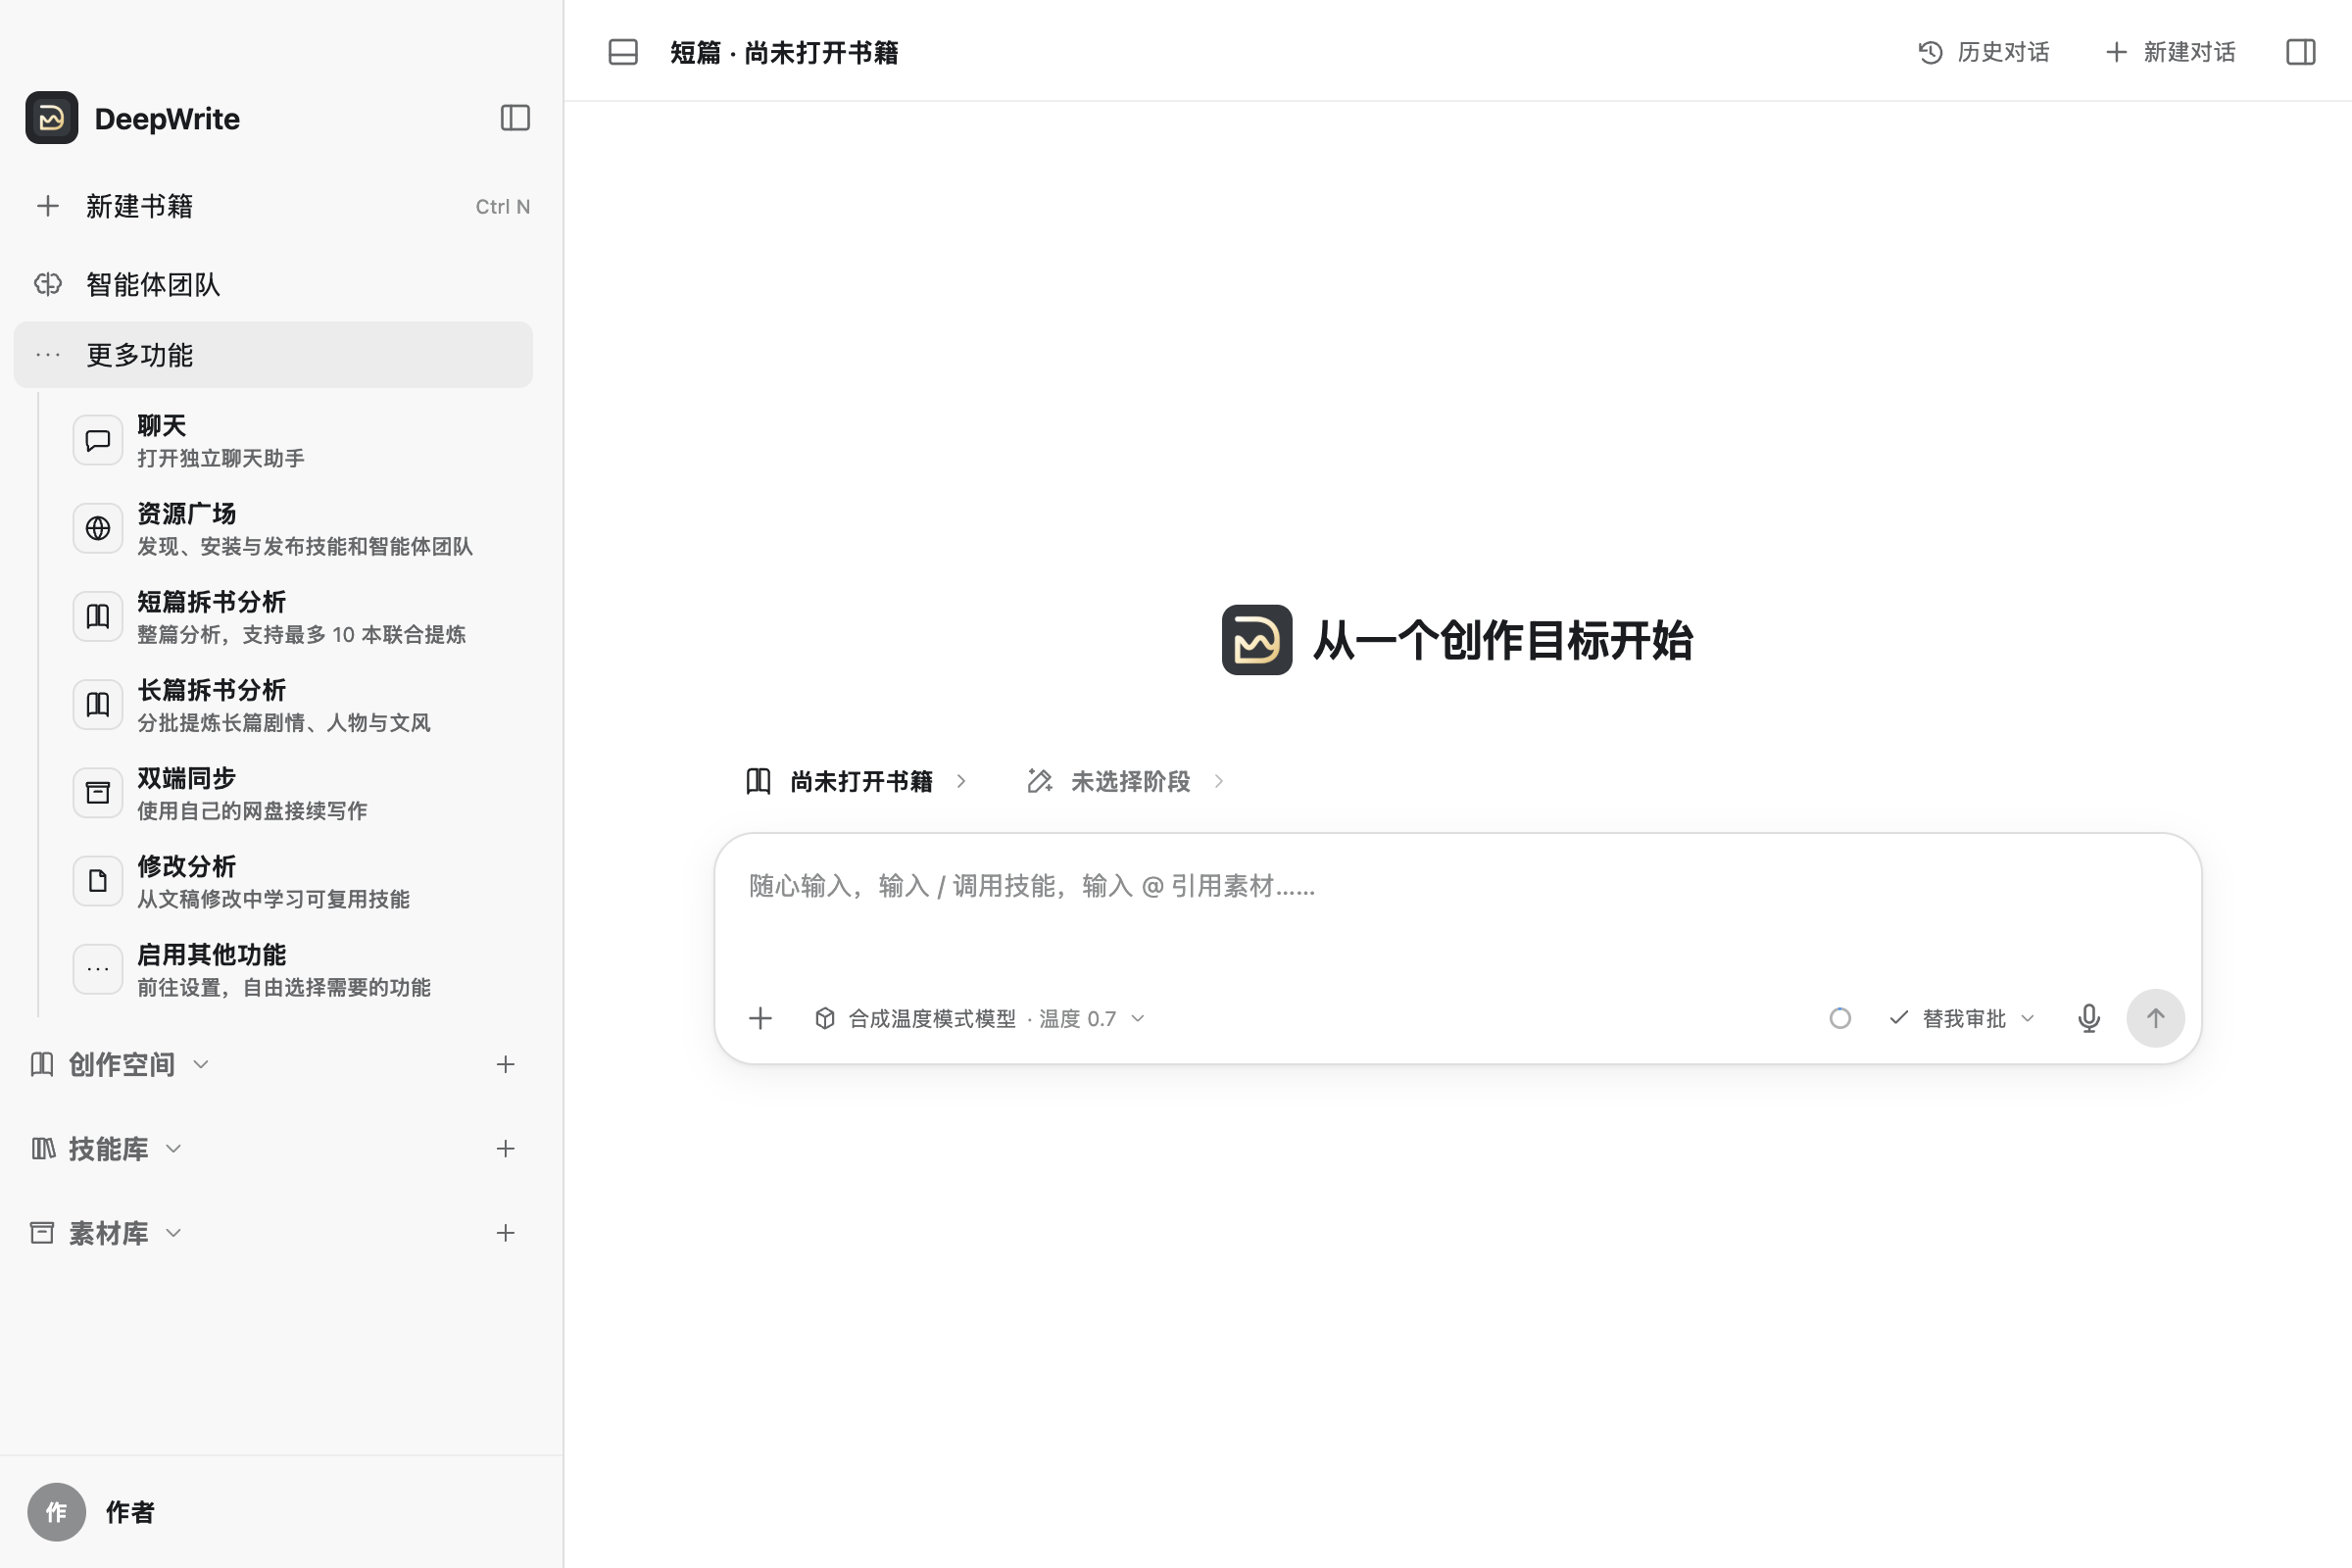 短篇 · 尚未打开书籍
历史对话
新建对话
DeepWrite
新建书籍
Ctrl N
智能体团队
更多功能
聊天
打开独立聊天助手
资源广场
发现、安装与发布技能和智能体团队
短篇拆书分析
整篇分析，支持最多 10 本联合提炼
长篇拆书分析
分批提炼长篇剧情、人物与文风
双端同步
使用自己的网盘接续写作
修改分析
从文稿修改中学习可复用技能
启用其他功能
前往设置，自由选择需要的功能
创作空间
技能库
素材库
作
作者
从一个创作目标开始
尚未打开书籍
未选择阶段
随心输入，输入 / 调用技能，输入 @ 引用素材……
合成温度模式模型 · 温度 0.7
替我审批